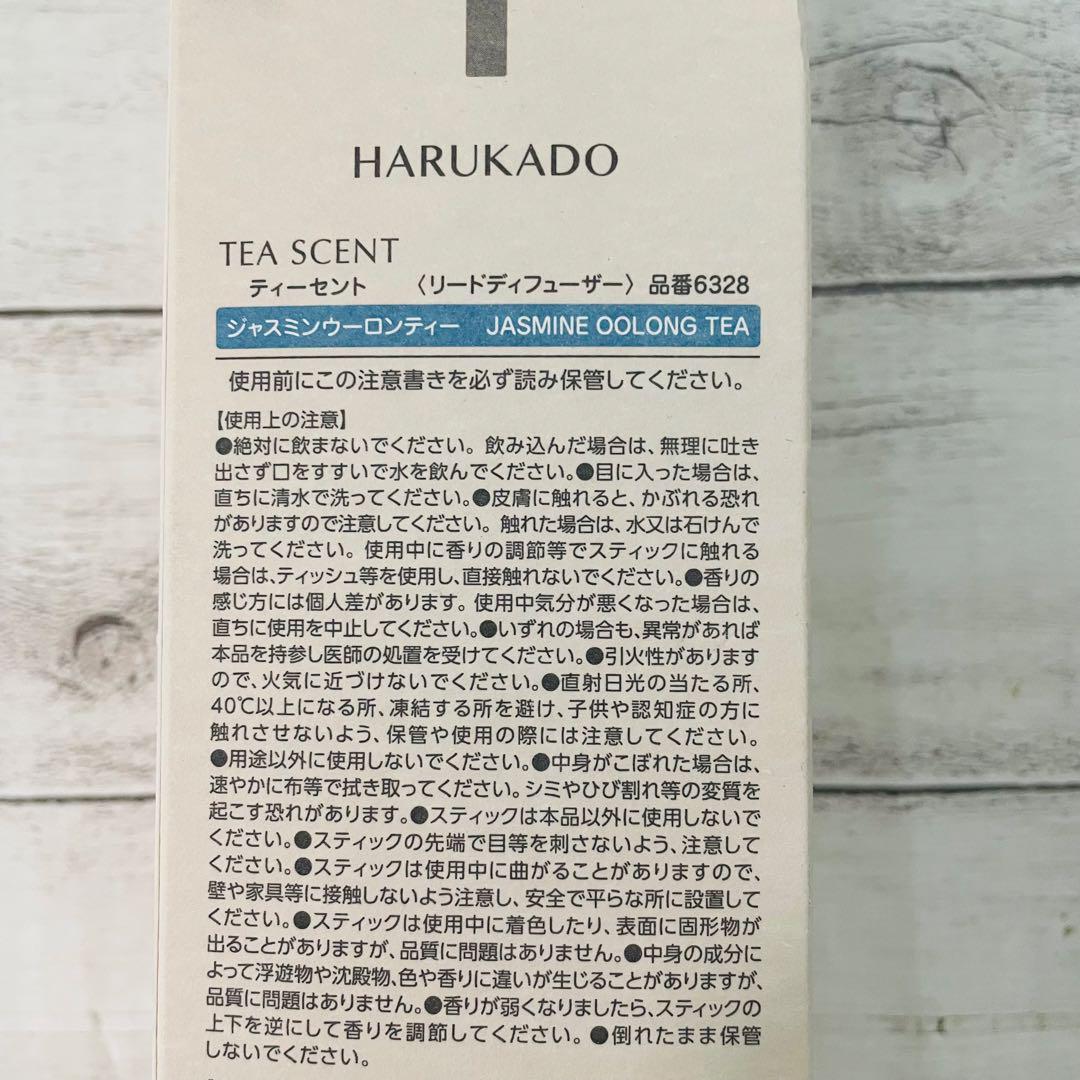 HARUKADO
TEA SCENT
ティーセント 〈リードディフューザー〉 品番6328
ジャスミンウーロンティー JASMINE OOLONG TEA
使用前にこの注意書きを必ず読み保管してください。
【使用上の注意】
●絶対に飲まないでください。飲み込んだ場合は、無理に吐き
出さず口をすすいで水を飲んでください。●目に入った場合は、
直ちに清水で洗ってください。●皮膚に触れると、かぶれる恐れ
がありますので注意してください。触れた場合は、水又は石けんで
洗ってください。使用中に香りの調節等でスティックに触れる
場合は、ティッシュ等を使用し、直接触れないでください。●香りの
感じ方には個人差があります。使用中気分が悪くなった場合は、
直ちに使用を中止してください。●いずれの場合も、異常があれば
本品を持参し医師の処置を受けてください。●引火性があります
ので、火気に近づけないでください。●直射日光の当たる所、
40℃以上になる所、凍結する所を避け、子供や認知症の方に
触れさせないよう、保管や使用の際には注意してください。
●用途以外に使用しないでください。●中身がこぼれた場合は、
速やかに布等で拭き取ってください。シミやひび割れ等の変質を
起こす恐れがあります。●スティックは本品以外に使用しないで
ください。●スティックの先端で目等を刺さないよう、注意して
ください。●スティックは使用中に曲がることがありますので、
壁や家具等に接触しないよう注意し、安全で平らな所に設置して
ください。●スティックは使用中に着色したり、表面に固形物が
出ることがありますが、品質に問題はありません。●中身の成分に
よって浮遊物や沈殿物、色や香りに違いが生じることがありますが、
品質に問題はありません。●香りが弱くなりましたら、スティックの
上下を逆にして香りを調節してください。●倒れたまま保管
しないでください。